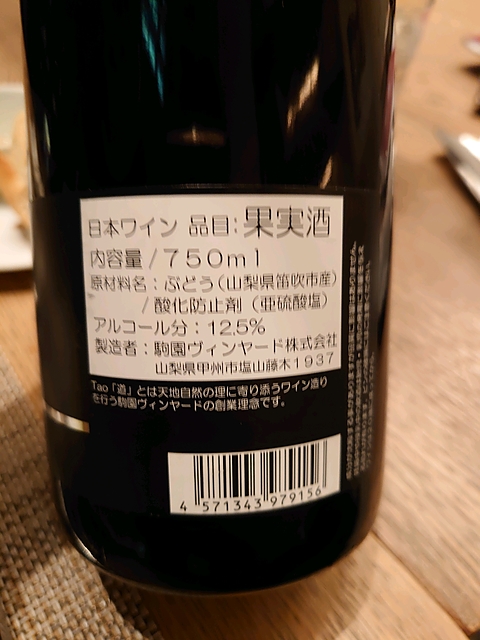 日本ワイン 品目:果実酒
内容量/750ml
原材料名:ぶどう(山梨県笛吹市産)
/酸化防止剤(亜硫酸塩)
アルコール分:12.5%
製造者:駒園ヴィンヤード株式会社
山梨県甲州市塩山藤木1937
Tao「道」とは天地自然の理に寄り添うワイン造り
を行う駒園ヴィンヤードの創業理念です。
4 571343 979156